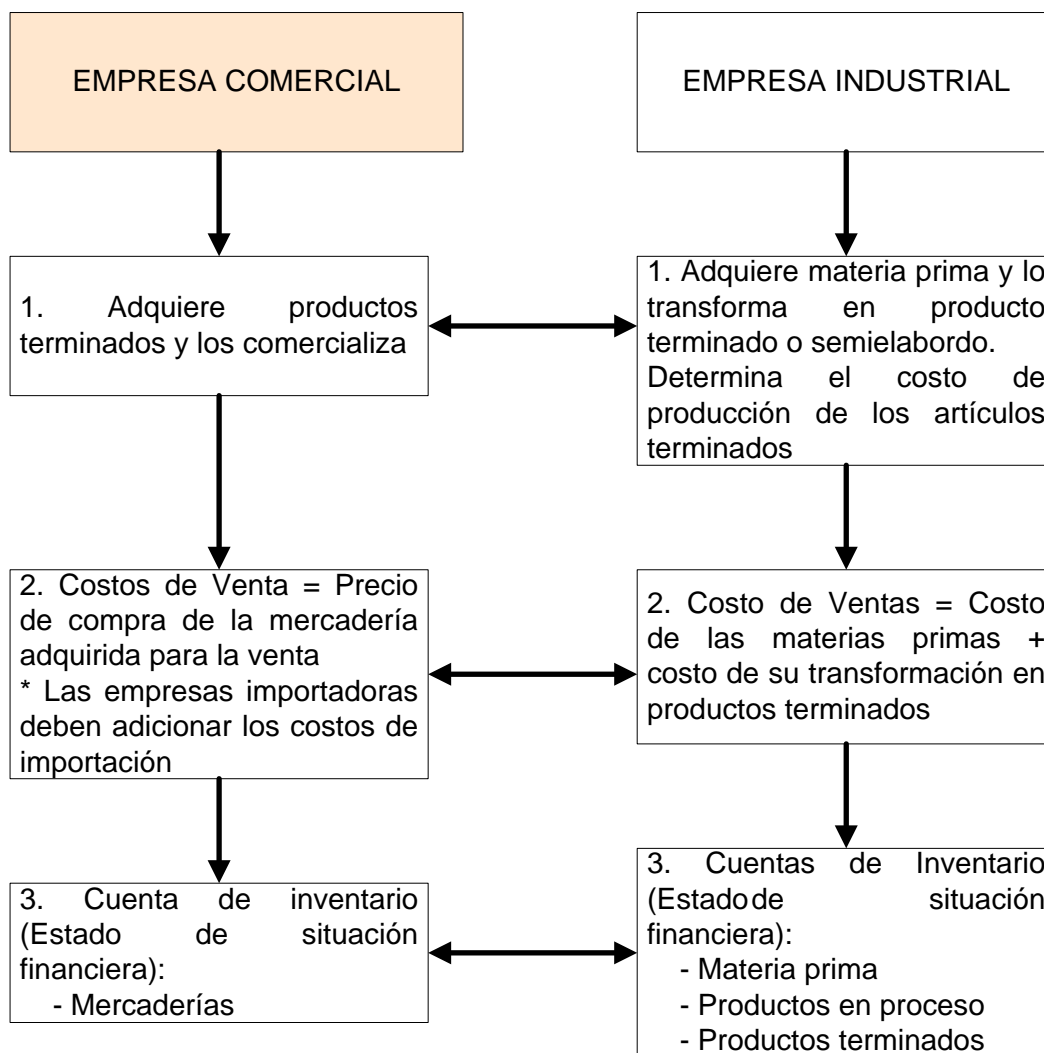 EMPRESA COMERCIAL
EMPRESA INDUSTRIAL
1. Adquiere productos
terminados y los comercializa
1. Adquiere materia prima y lo
transforma en producto
terminado o semielabordo.
Determina el costo de
producción de los artículos
terminados
2. Costos de Venta = Precio
de compra de la mercadería
adquirida para la venta
* Las empresas importadoras
deben adicionar los costos de
importación
2. Costo de Ventas = Costo
de las materias primas +
costo de su transformación en
productos terminados
3. Cuenta de inventario
(Estado de situación
financiera):
- Mercaderías
3. Cuentas de Inventario
(Estado de situación
financiera):
- Materia prima
- Productos en proceso
- Productos terminados